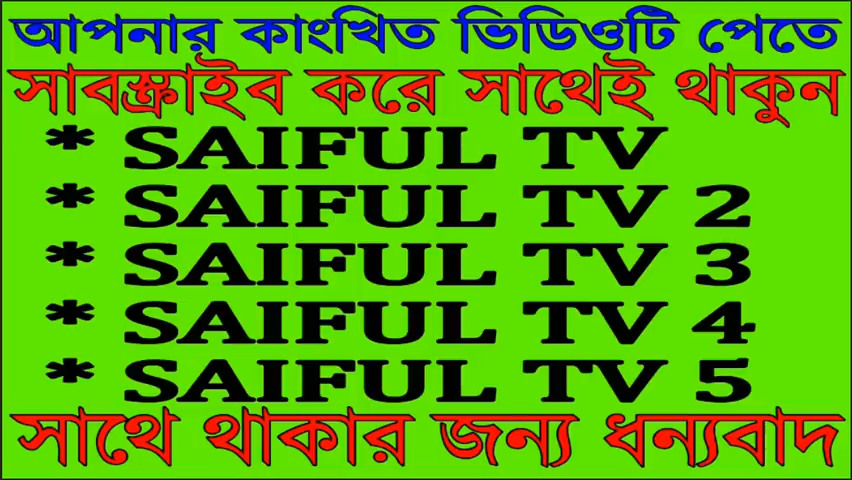 আপনার কাংখিত ভিডিওটি পেতে
সাবস্ক্রাইব করে সাথেই থাকুন
* SAIFUL TV
* SAIFUL TV 2
* SAIFUL TV 3
* SAIFUL TV 4
* SAIFUL TV 5
সাথে থাকার জন্য ধন্যবাদ